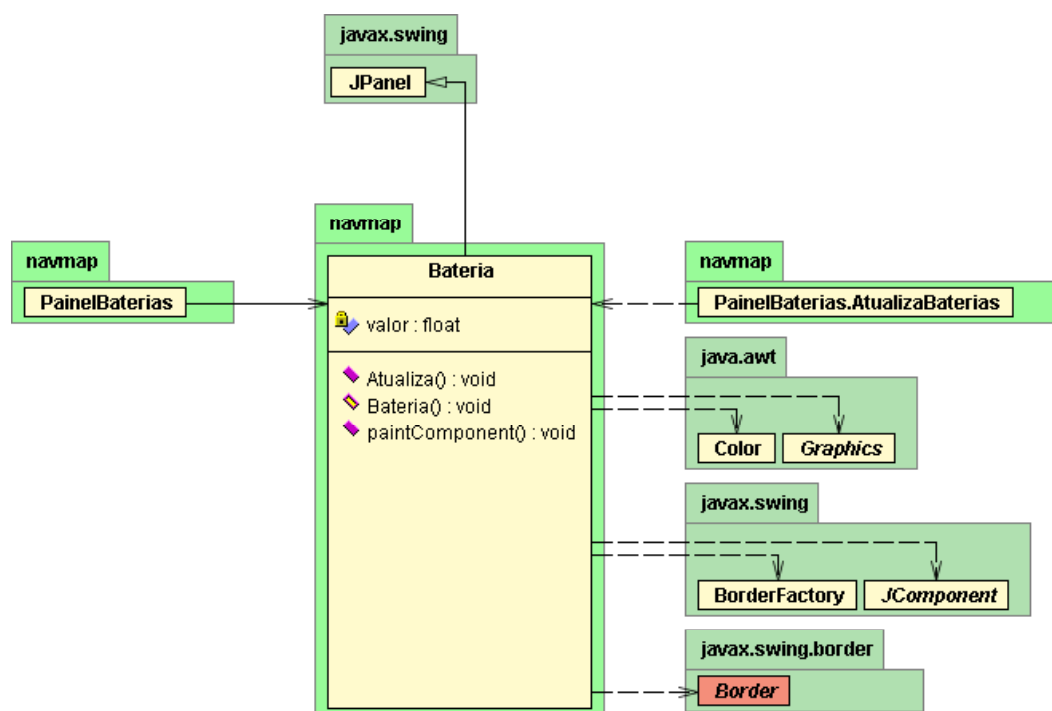 javax.swing
JPanel
navmap
PainelBaterias
navmap
Bateria
valor : float
Atualiza() : void
Bateria() : void
paintComponent() : void
navmap
PainelBaterias.AtualizaBaterias
java.awt
Color
Graphics
javax.swing
BorderFactory
JComponent
javax.swing.border
Border